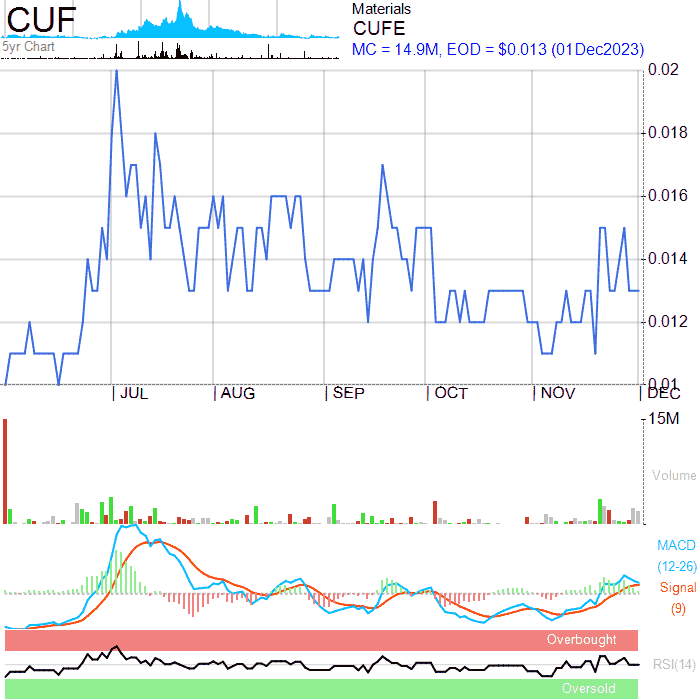 CUF
5yr Chart
Materials
CUFE
MC = 14.9M, EOD = $0.013 (01Dec2023)
0.02
0.018
0.016
0.014
0.012
0.01
JUL AUG SEP OCT NOV DEC
15M
Volume
MACD
(12-26)
Signal
(9)
Overbought
RSI(14)
Oversold